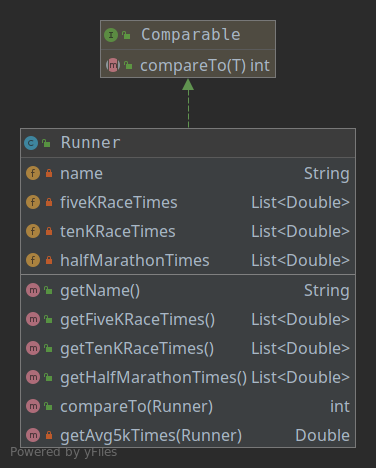 Comparable
compareTo(T) int
Runner
name String
fiveKRaceTimes List<Double>
tenKRaceTimes List<Double>
halfMarathonTimes List<Double>
getName() String
getFiveKRaceTimes() List<Double>
getTenKRaceTimes() List<Double>
getHalfMarathonTimes() List<Double>
compareTo(Runner) int
getAvg5kTimes(Runner) Double
Powered by yFiles